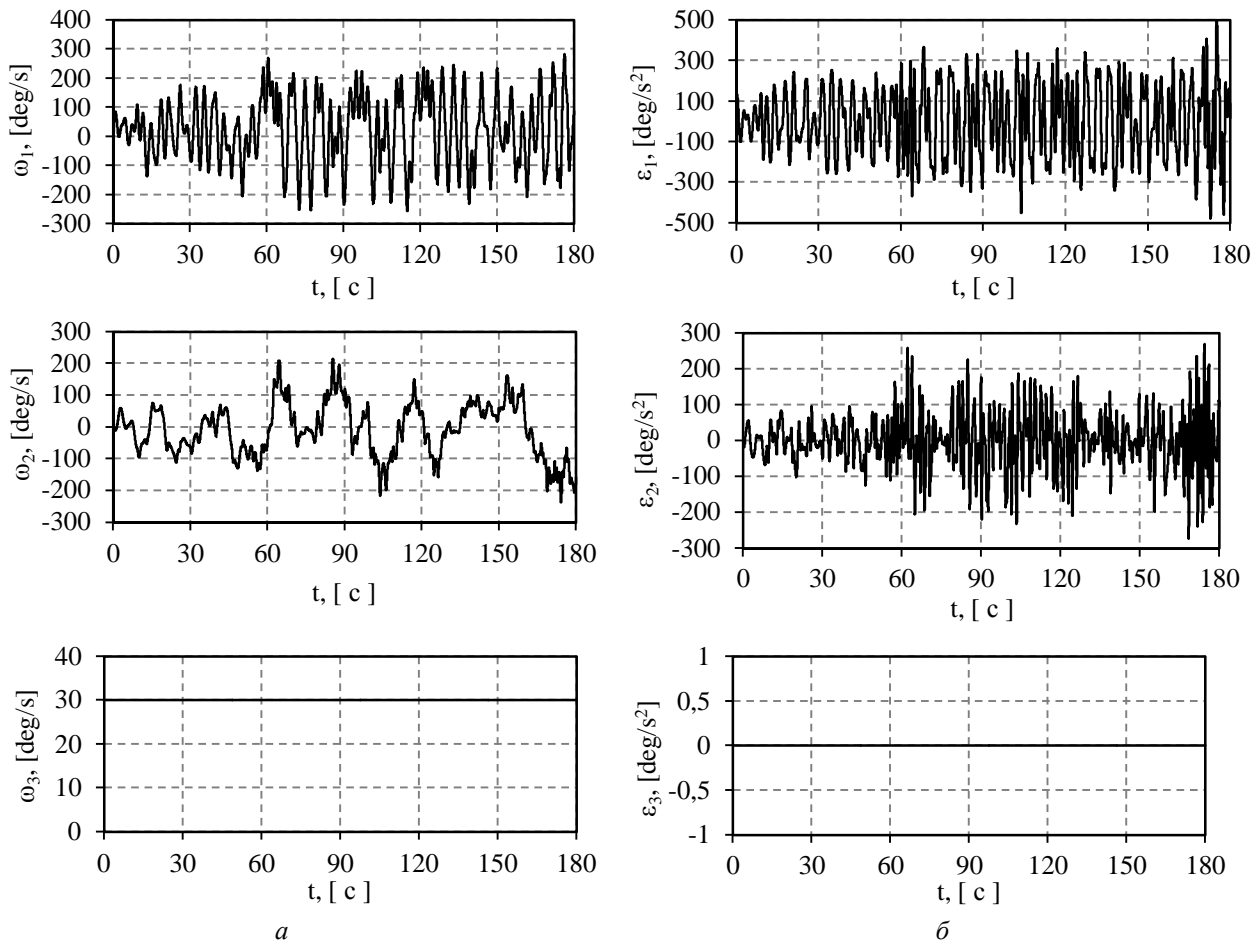 400
300
200
100
0
-100
-200
-300
ω1, [deg/s]
0 30 60 90 120 150 180
t, [ c ]
500
300
100
-100
-300
-500
ε1, [deg/s2]
0 30 60 90 120 150 180
t, [ c ]
300
200
100
0
-100
-200
-300
ω2, [deg/s]
0 30 60 90 120 150 180
t, [ c ]
300
200
100
0
-100
-200
-300
ε2, [deg/s2]
0 30 60 90 120 150 180
t, [ c ]
40
30
20
10
0
ω3, [deg/s]
0 30 60 90 120 150 180
t, [ c ]
1
0,5
0
-0,5
-1
ε3, [deg/s2]
0 30 60 90 120 150 180
t, [ c ]
а
б